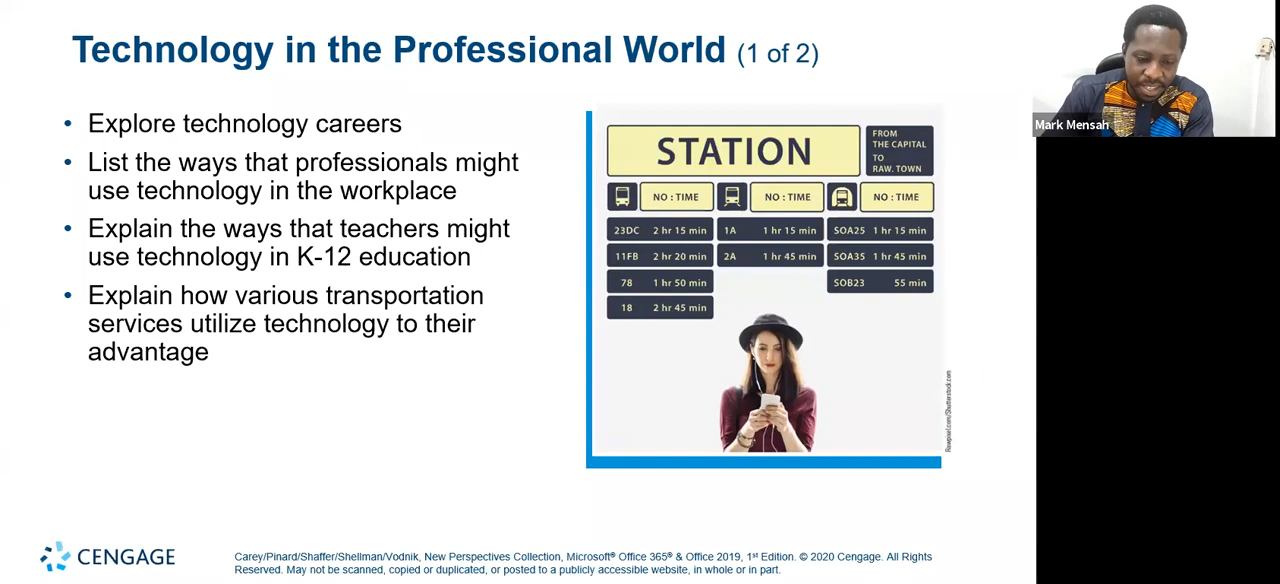 Technology in the Professional World (1 of 2)
• Explore technology careers
• List the ways that professionals might
use technology in the workplace
• Explain the ways that teachers might
use technology in K-12 education
• Explain how various transportation
services utilize technology to their
advantage
STATION
FROM
THE CAPITAL
TO
RAW. TOWN
NO : TIME
NO : TIME
NO : TIME
23DC 2 hr 15 min
1A 1 hr 15 min
SOA25 1 hr 15 min
11FB 2 hr 20 min
2A 1 hr 45 min
SOA35 1 hr 45 min
78 1 hr 50 min
SOB23 55 min
18 2 hr 45 min
Rawpixel.com/Shutterstock.com
Mark Mensah
CENGAGE
Carey/Pinard/Shaffer/Shellman/Vodnik, New Perspectives Collection, Microsoft® Office 365® & Office 2019, 1st Edition. © 2020 Cengage. All Rights
Reserved. May not be scanned, copied or duplicated, or posted to a publicly accessible website, in whole or in part.